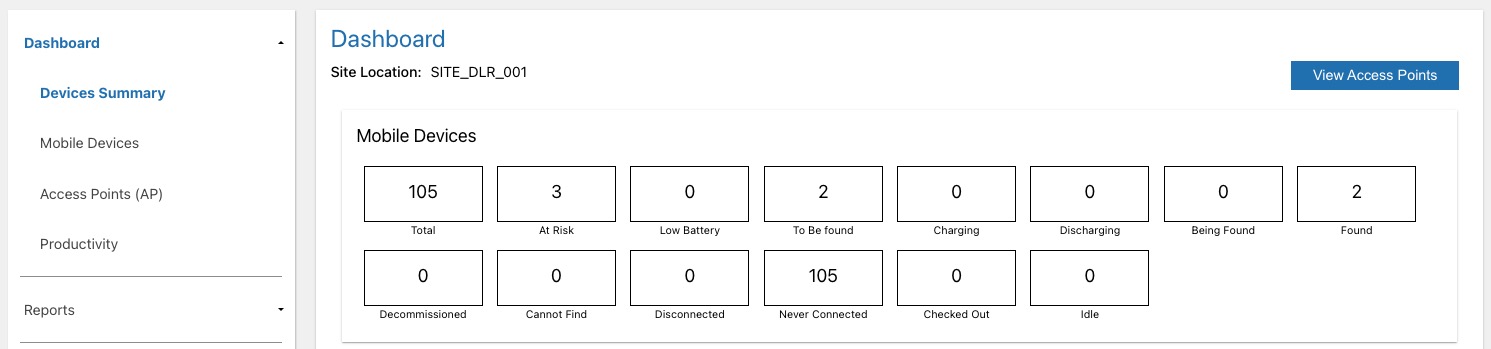 Dashboard
Devices Summary
Mobile Devices
Access Points (AP)
Productivity
Reports
Dashboard
Site Location: SITE_DLR_001
View Access Points
Mobile Devices
105 3 0 2 0 0 0 2
Total At Risk Low Battery To Be found Charging Discharging Being Found Found
0 0 0 105 0 0
Decommissioned Cannot Find Disconnected Never Connected Checked Out Idle